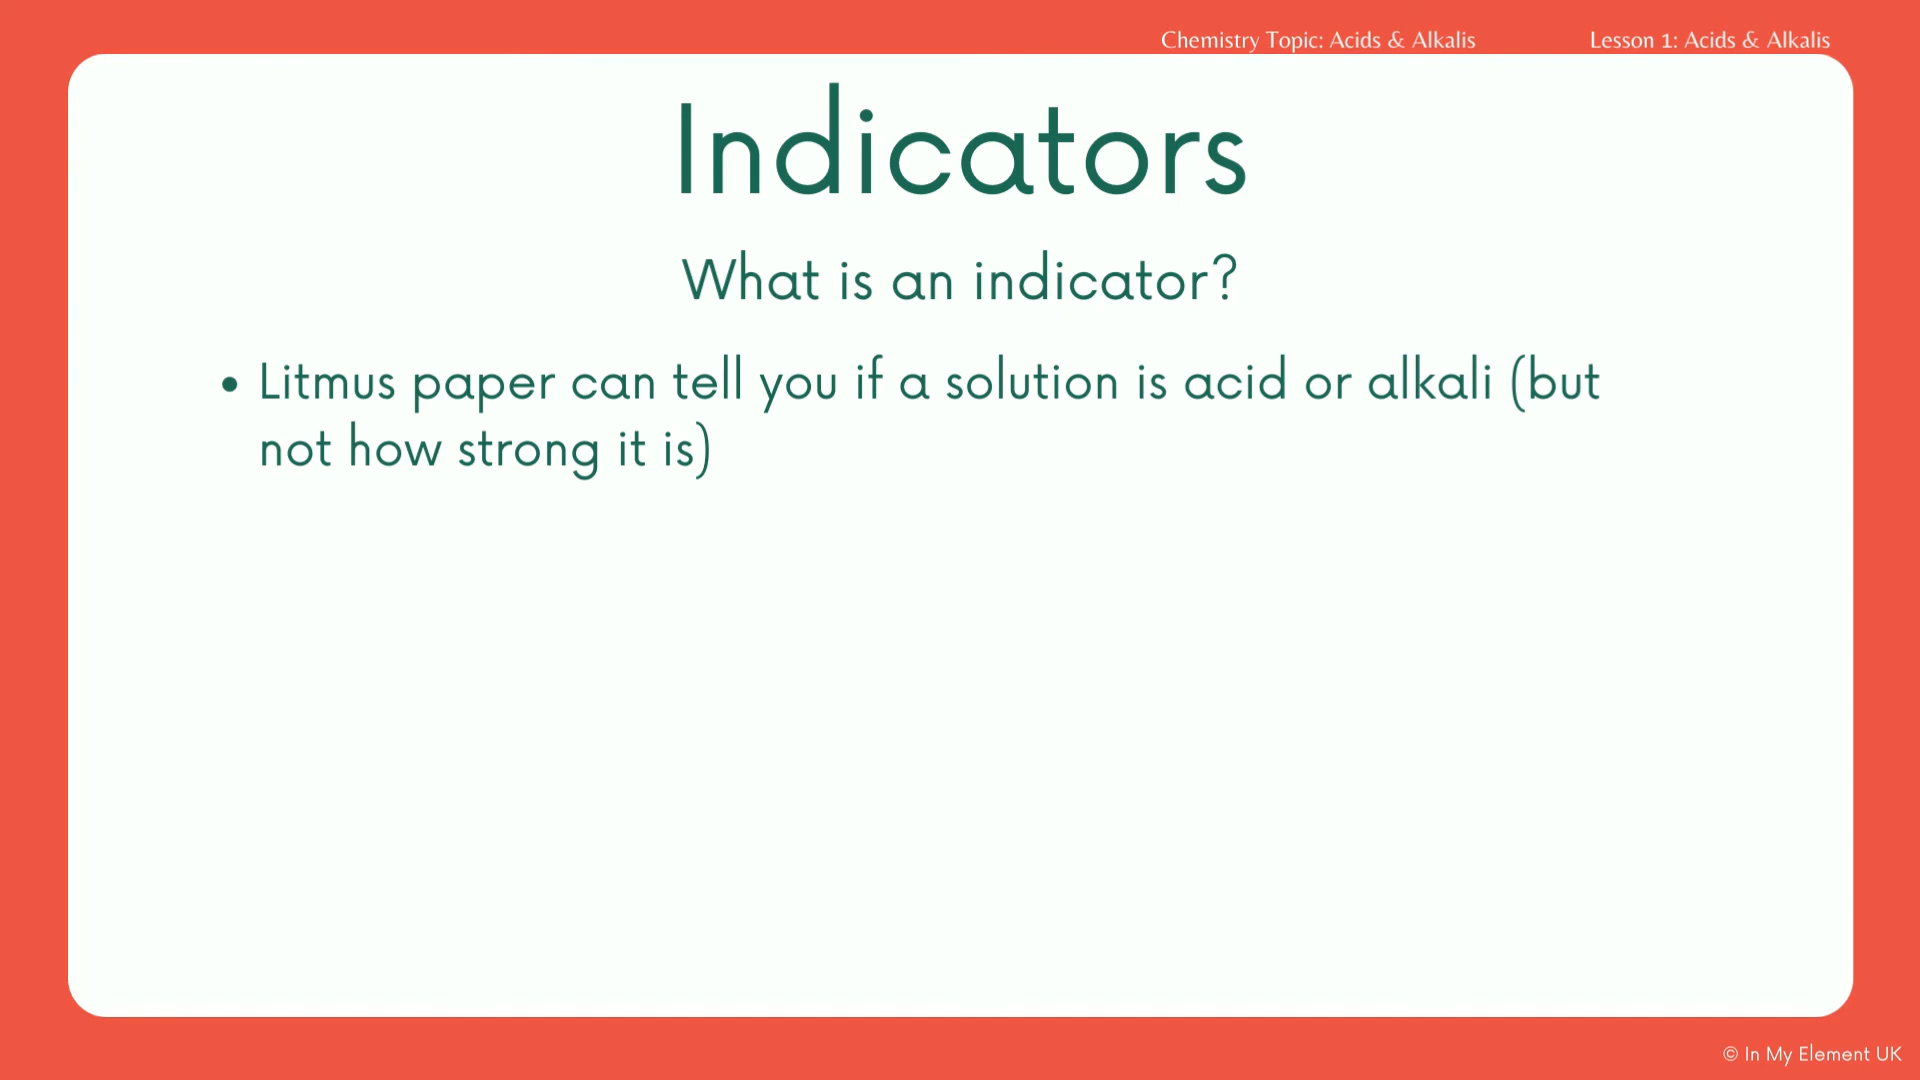 Chemistry Topic: Acids & Alkalis
Lesson 1: Acids & Alkalis
Indicators
What is an indicator?
• Litmus paper can tell you if a solution is acid or alkali (but
not how strong it is)
© In My Element UK